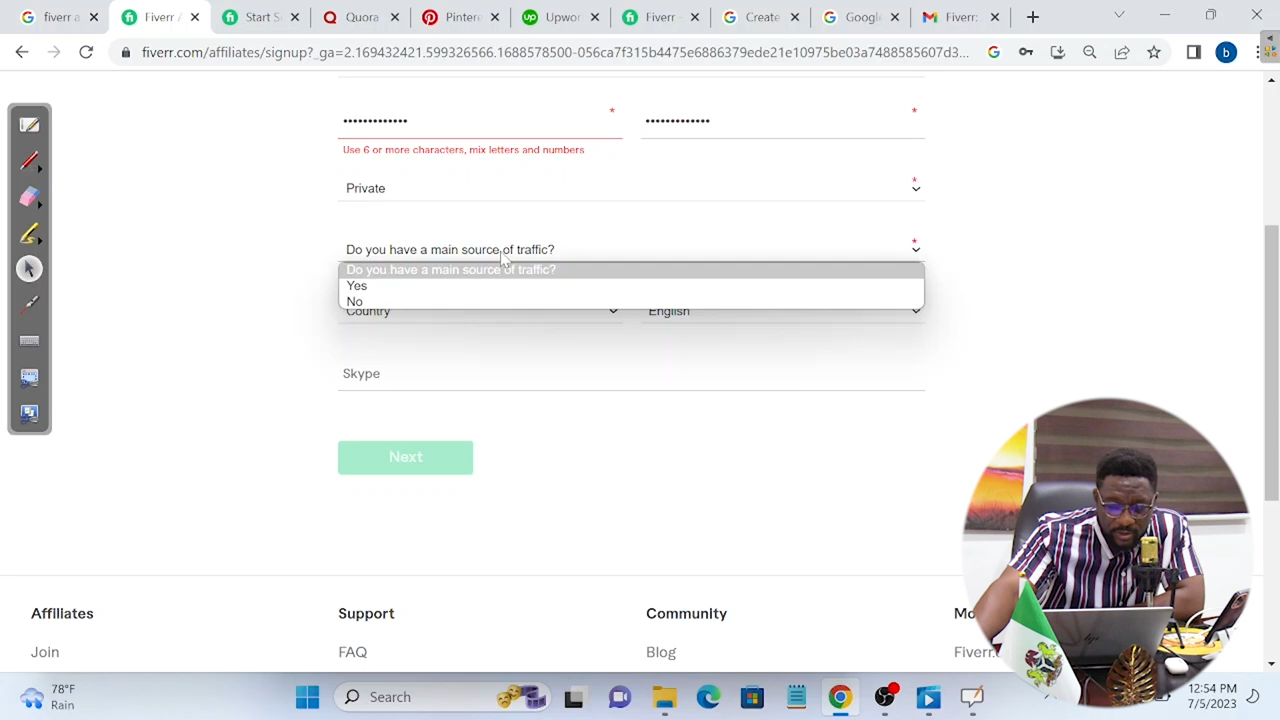 fiverr a
Fiverr A
Start S
Quora
Pinter
Upwor
Fiverr -
Create
Google
Fiverr:
fiverr.com/affiliates/signup?_ga=2.169432421.599326566.1688578500-056ca7f315b4475e6886379ede21e10975be03a7488585607d3...
b
•••••••••••••
*
•••••••••••••
*
Use 6 or more characters, mix letters and numbers
Private
*
Do you have a main source of traffic?
*
Do you have a main source of traffic?
Yes
No
Country
English
Skype
Next
Affiliates
Support
Community
Mo
Join
FAQ
Blog
Fiverr.
78°F
Rain
Search
12:54 PM
7/5/2023